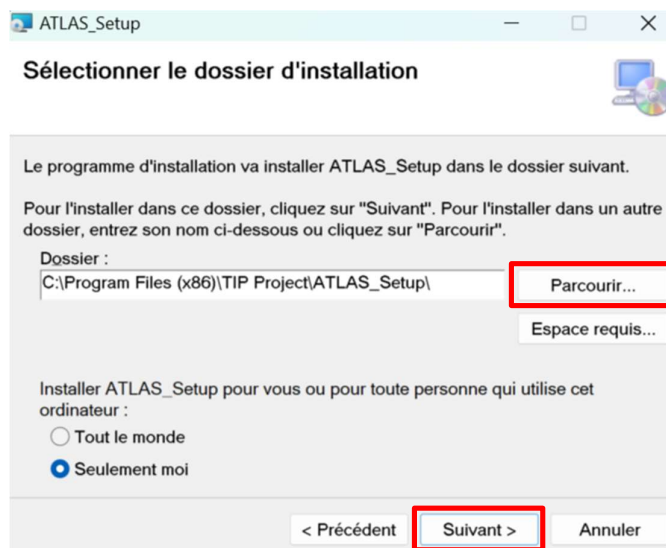 ATLAS_Setup
Sélectionner le dossier d'installation
Le programme d'installation va installer ATLAS_Setup dans le dossier suivant.
Pour l'installer dans ce dossier, cliquez sur "Suivant". Pour l'installer dans un autre
dossier, entrez son nom ci-dessous ou cliquez sur "Parcourir".
Dossier :
C:\Program Files (x86)\TIP Project\ATLAS_Setup\
Parcourir...
Espace requis...
Installer ATLAS_Setup pour vous ou pour toute personne qui utilise cet
ordinateur :
Tout le monde
Seulement moi
< Précédent Suivant > Annuler